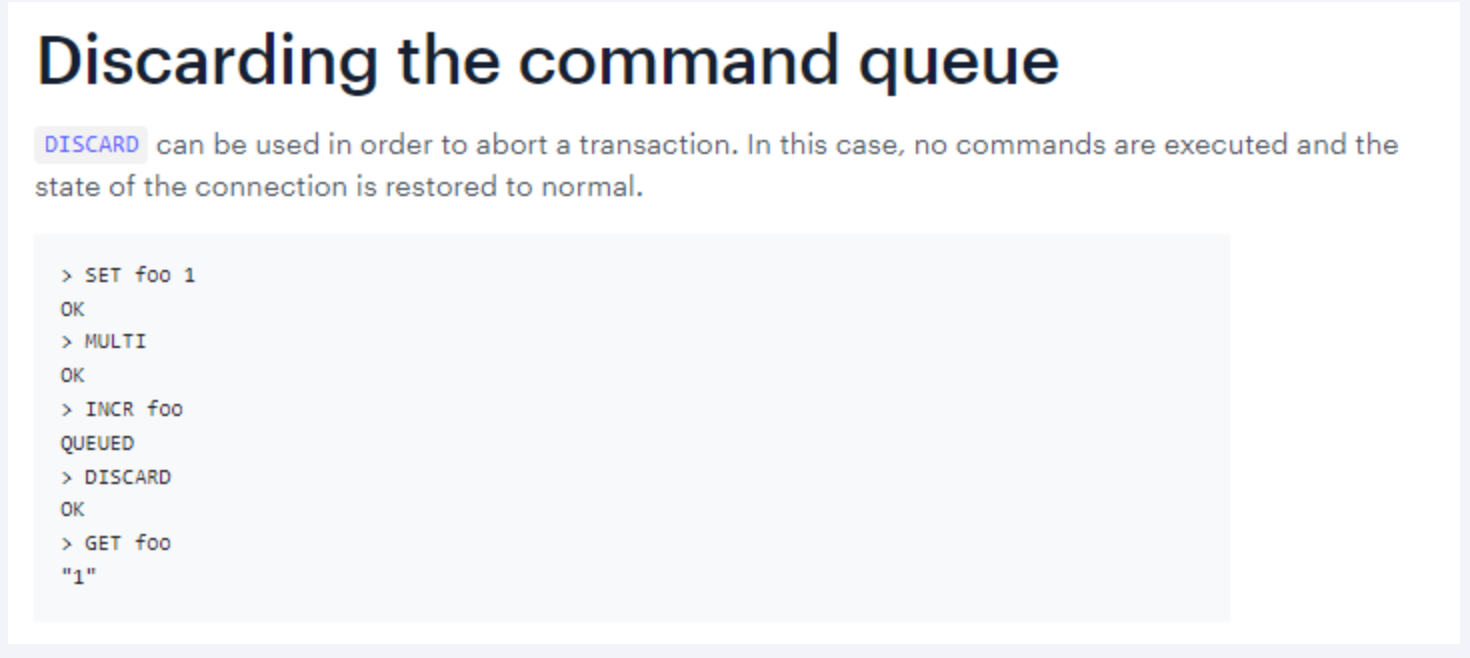 Discarding the command queue
DISCARD can be used in order to abort a transaction. In this case, no commands are executed and the
state of the connection is restored to normal.
> SET foo 1
OK
> MULTI
OK
> INCR foo
QUEUED
> DISCARD
OK
> GET foo
"1"